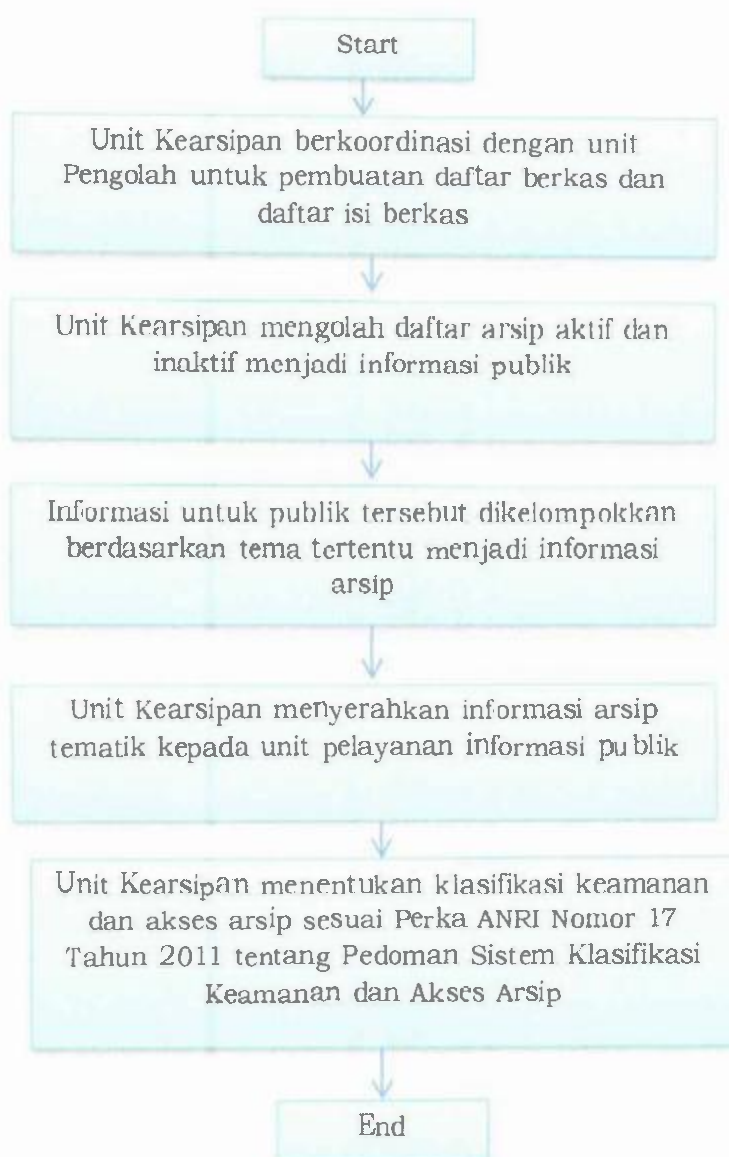 Start
Unit Kearsipan berkoordinasi dengan unit
Pengolah untuk pembuatan daftar berkas dan
daftar isi berkas
Unit Kearsipan mengolah daftar arsip aktif dan
inaktif menjadi informasi publik
Informasi untuk publik tersebut dikelompokkan
berdasarkan tema tertentu menjadi informasi
arsip
Unit Kearsipan menyerahkan informasi arsip
tematik kepada unit pelayanan informasi publik
Unit Kearsipan menentukan klasifikasi keamanan
dan akses arsip sesuai Perka ANRI Nomor 17
Tahun 2011 tentang Pedoman Sistem Klasifikasi
Keamanan dan Akses Arsip
End